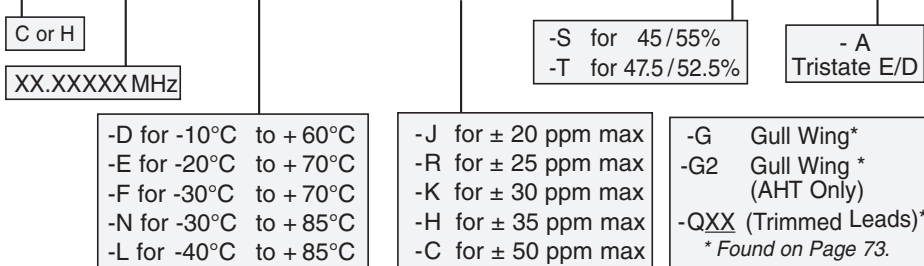 C or H
XX.XXXXX MHz
-D for -10°C to + 60°C
-E for -20°C to + 70°C
-F for -30°C to + 70°C
-N for -30°C to + 85°C
-L for -40°C to + 85°C
-J for ± 20 ppm max
-R for ± 25 ppm max
-K for ± 30 ppm max
-H for ± 35 ppm max
-C for ± 50 ppm max
-S for 45/55%
-T for 47.5/52.5%
- A
Tristate E/D
-G Gull Wing*
-G2 Gull Wing *
(AHT Only)
-QXX (Trimmed Leads)*
* Found on Page 73.